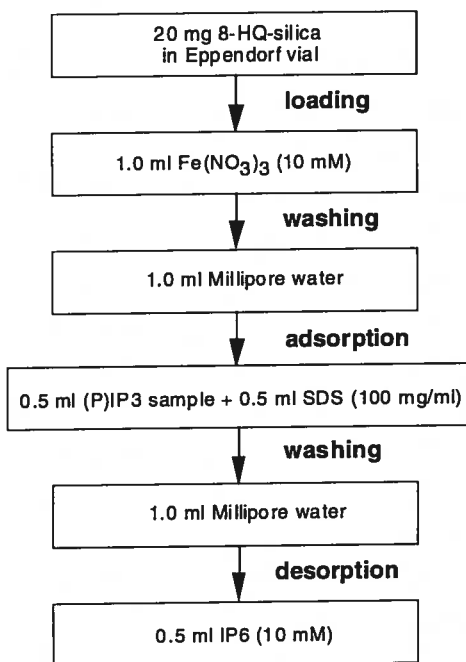 20 mg 8-HQ-silica
in Eppendorf vial
loading
1.0 ml Fe(NO3)3 (10 mM)
washing
1.0 ml Millipore water
adsorption
0.5 ml (P)IP3 sample + 0.5 ml SDS (100 mg/ml)
washing
1.0 ml Millipore water
desorption
0.5 ml IP6 (10 mM)